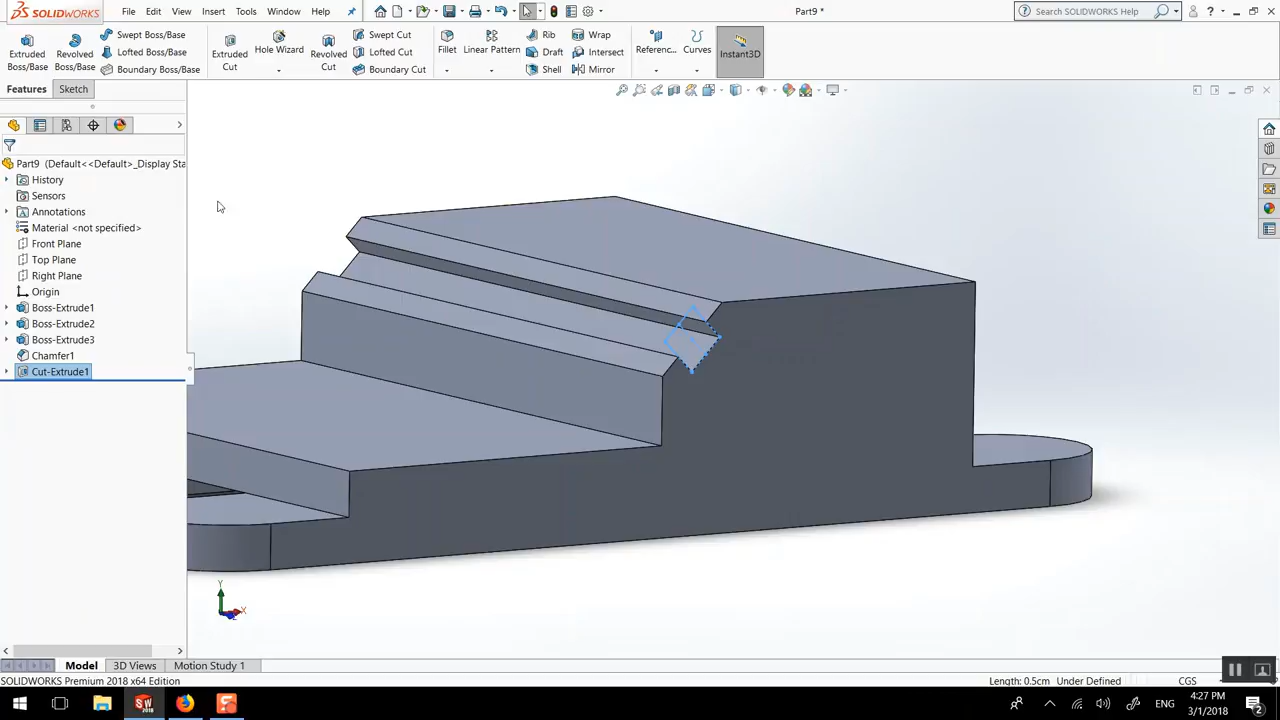 SOLIDWORKS File Edit View Insert Tools Window Help Part9 * Search SOLIDWORKS Help
Extruded Boss/Base
Revolved Boss/Base
Swept Boss/Base
Lofted Boss/Base
Boundary Boss/Base
Extruded Cut
Hole Wizard
Revolved Cut
Swept Cut
Lofted Cut
Boundary Cut
Fillet
Linear Pattern
Rib
Draft
Shell
Wrap
Intersect
Mirror
Referenc...
Curves
Instant3D
Features Sketch
Part9 (Default<<Default>_Display Sta
History
Sensors
Annotations
Material <not specified>
Front Plane
Top Plane
Right Plane
Origin
Boss-Extrude1
Boss-Extrude2
Boss-Extrude3
Chamfer1
Cut-Extrude1
Y
X
Model 3D Views Motion Study 1
SOLIDWORKS Premium 2018 x64 Edition Length: 0.5cm Under Defined CGS
ENG 4:27 PM
3/1/2018